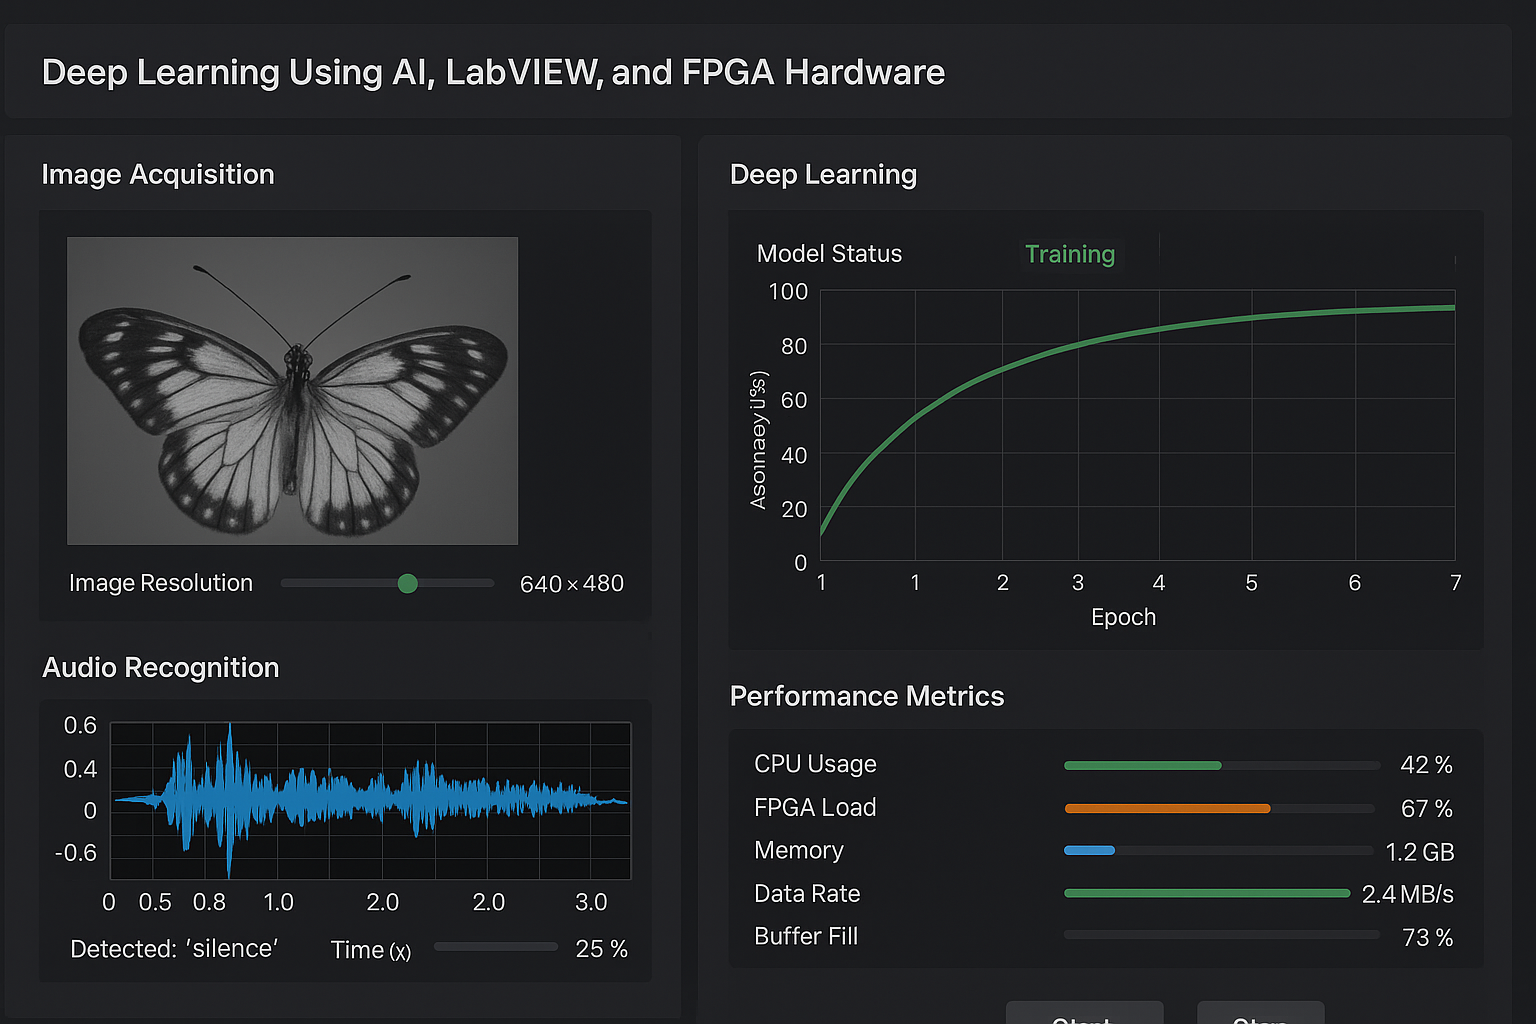 Deep Learning Using AI, LabVIEW, and FPGA Hardware
Image Acquisition
Image Resolution 640×480
Audio Recognition
0.6
0.4
0
-0.6
0 0.5 0.8 1.0 2.0 2.0 3.0
Detected: 'silence' Time (x) 25 %
Deep Learning
Model Status Training
100
80
60
40
20
0
1 1 2 3 4 5 6 7
Epoch
Performance Metrics
CPU Usage 42 %
FPGA Load 67 %
Memory 1.2 GB
Data Rate 2.4 MB/s
Buffer Fill 73 %